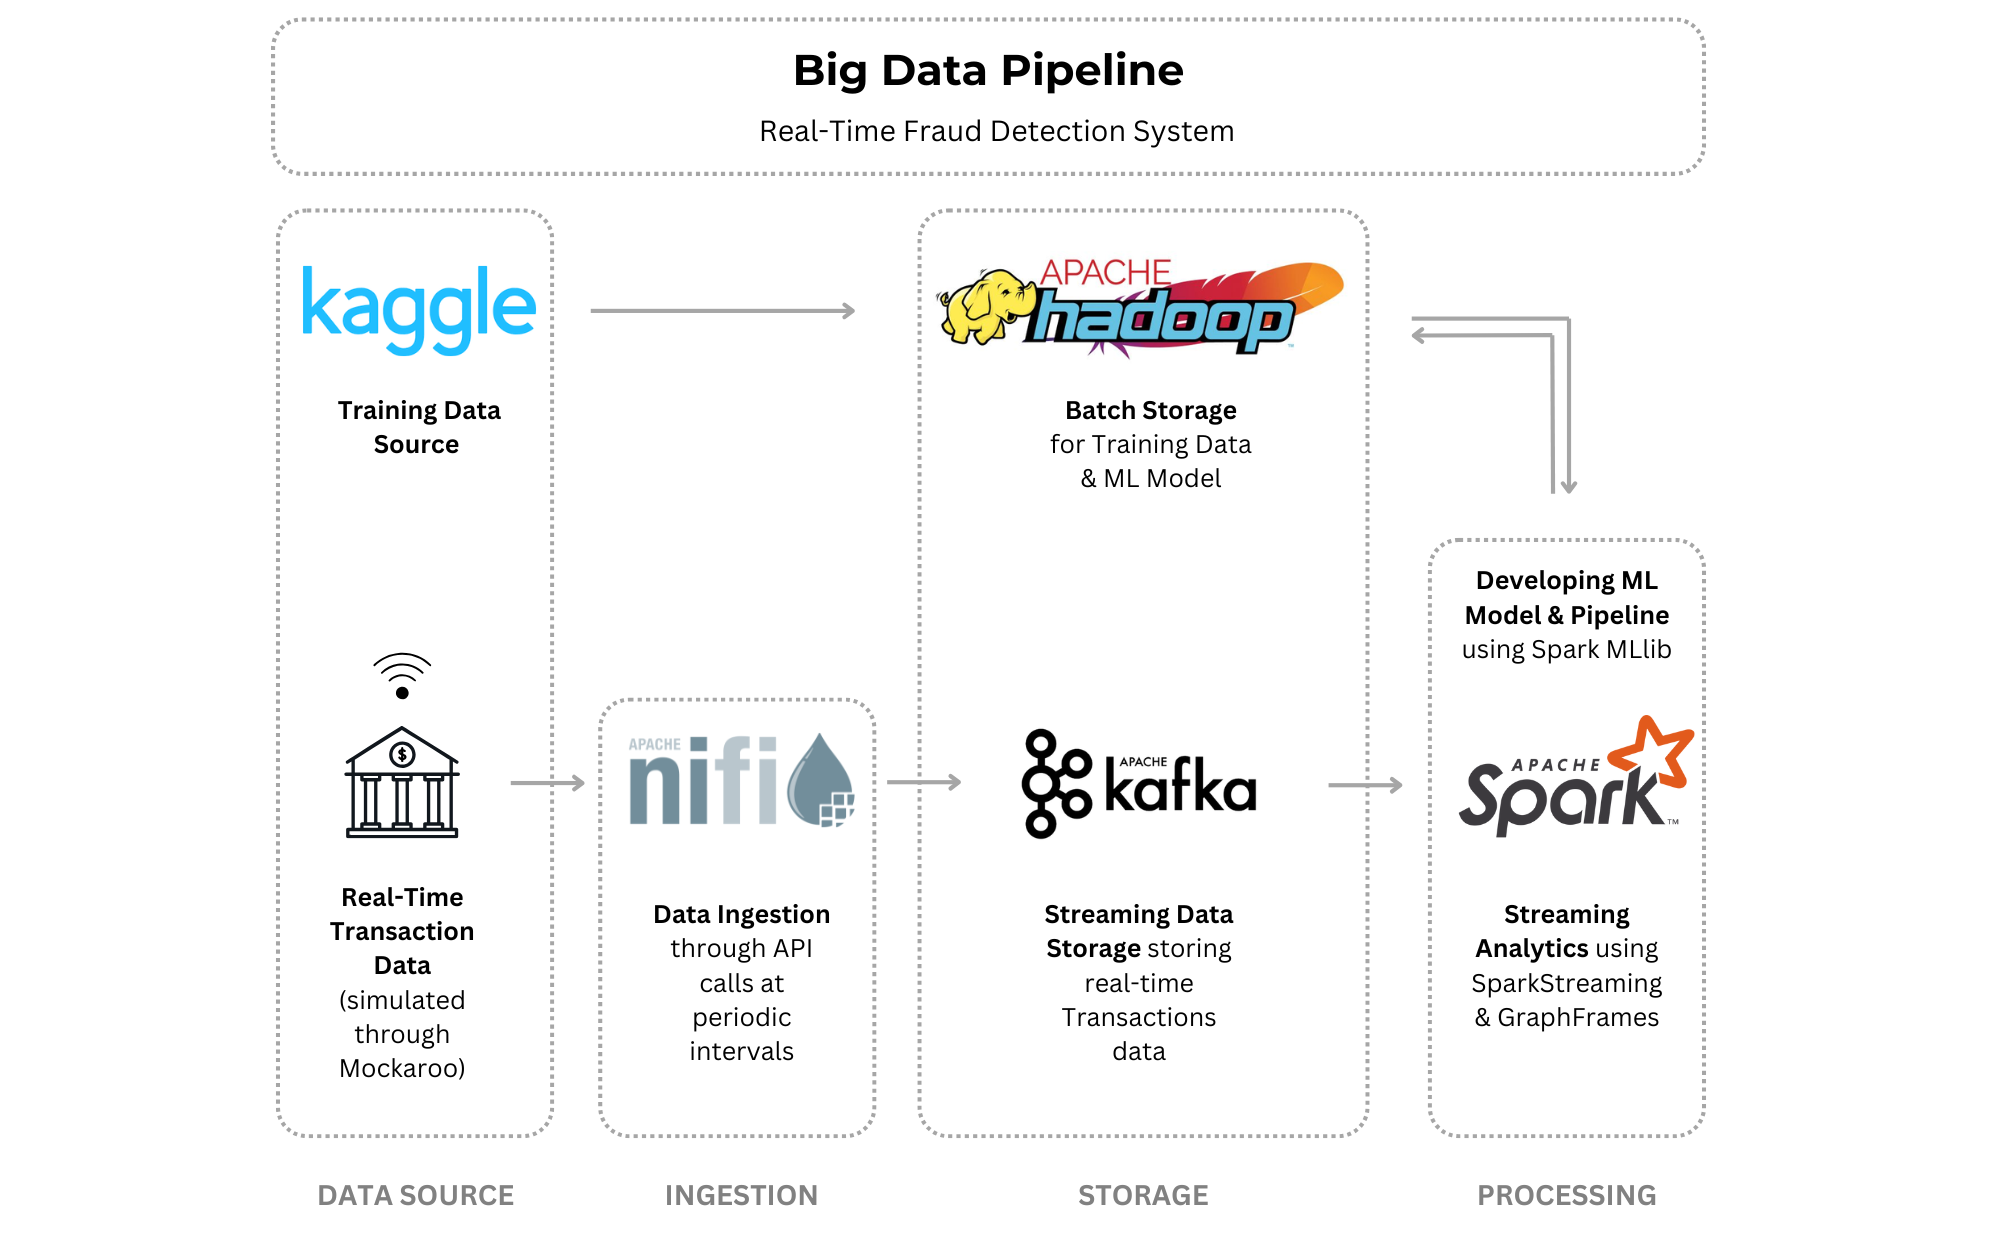 Big Data Pipeline
Real-Time Fraud Detection System
kaggle
Training Data
Source
APACHE
hadoop
TM
Batch Storage
for Training Data
& ML Model
Developing ML
Model & Pipeline
using Spark MLlib
$
Real-Time
Transaction
Data
(simulated
through
Mockaroo)
APACHE
nifi
Data Ingestion
through API
calls at
periodic
intervals
APACHE
kafka
Streaming Data
Storage storing
real-time
Transactions
data
APACHE
Spark
TM
Streaming
Analytics using
SparkStreaming
& GraphFrames
DATA SOURCE
INGESTION
STORAGE
PROCESSING